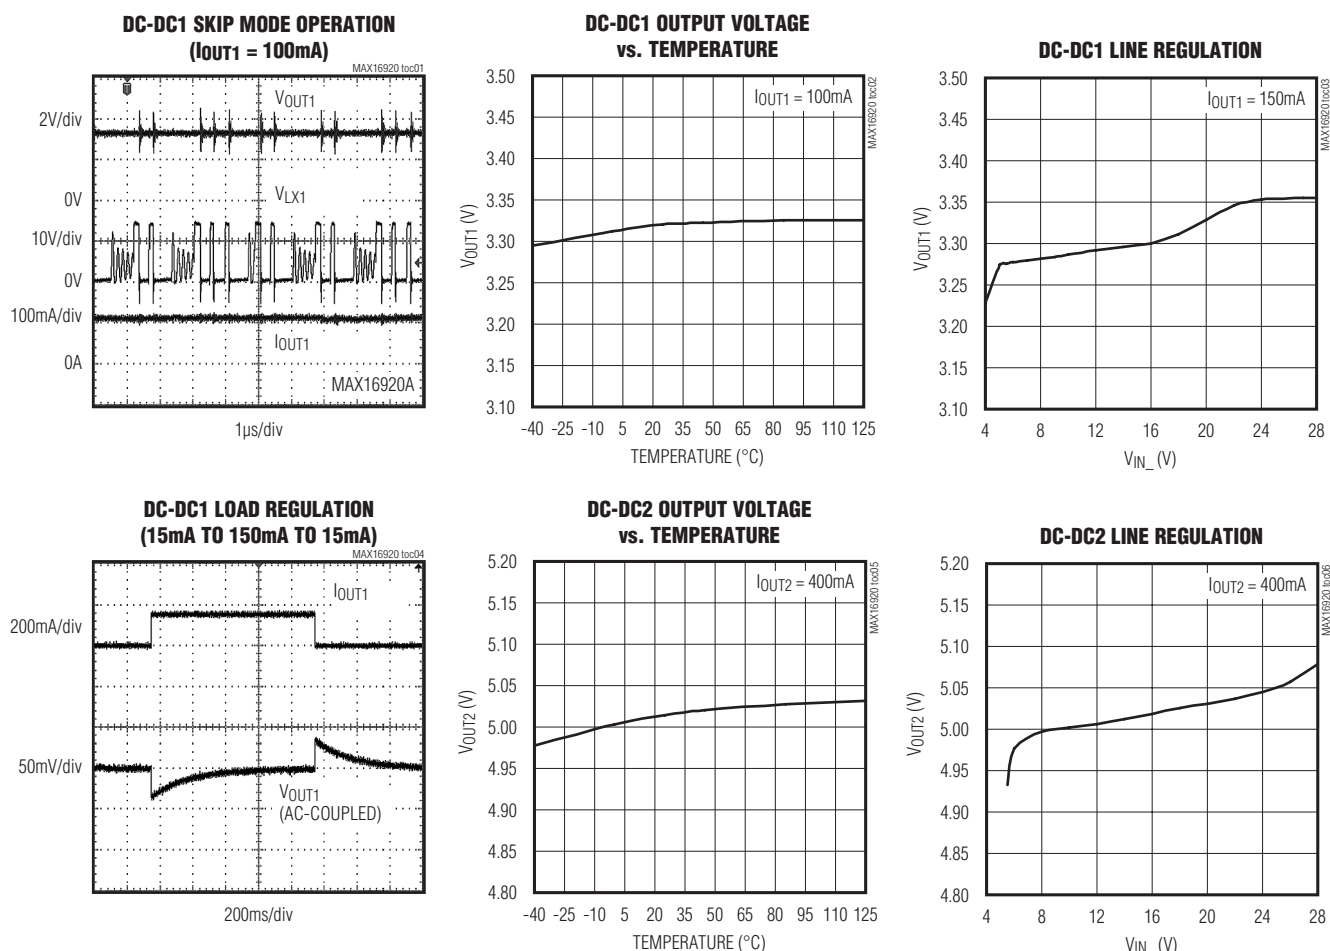 DC-DC1 SKIP MODE OPERATION
(IOUT1 = 100mA)
MAX16920 toc01
VOUT1
2V/div
0V
VLX1
10V/div
0V
100mA/div
IOUT1
0A
MAX16920A
1µs/div
DC-DC1 OUTPUT VOLTAGE
vs. TEMPERATURE
MAX16920 toc02
IOUT1 = 100mA
3.50
3.45
3.40
3.35
3.30
3.25
3.20
3.15
3.10
VOUT1 (V)
-40 -25 -10 5 20 35 50 65 80 95 110 125
TEMPERATURE (°C)
DC-DC1 LINE REGULATION
MAX16920 toc03
IOUT1 = 150mA
3.50
3.45
3.40
3.35
3.30
3.25
3.20
3.15
3.10
VOUT1 (V)
4 8 12 16 20 24 28
VIN_ (V)
DC-DC1 LOAD REGULATION
(15mA TO 150mA TO 15mA)
MAX16920 toc04
IOUT1
200mA/div
50mV/div
VOUT1
(AC-COUPLED)
200ms/div
DC-DC2 OUTPUT VOLTAGE
vs. TEMPERATURE
MAX16920 toc05
IOUT2 = 400mA
5.20
5.15
5.10
5.05
5.00
4.95
4.90
4.85
4.80
VOUT2 (V)
-40 -25 -10 5 20 35 50 65 80 95 110 125
TEMPERATURE (°C)
DC-DC2 LINE REGULATION
MAX16920 toc06
IOUT2 = 400mA
5.20
5.15
5.10
5.05
5.00
4.95
4.90
4.85
4.80
VOUT2 (V)
4 8 12 16 20 24 28
VIN_ (V)